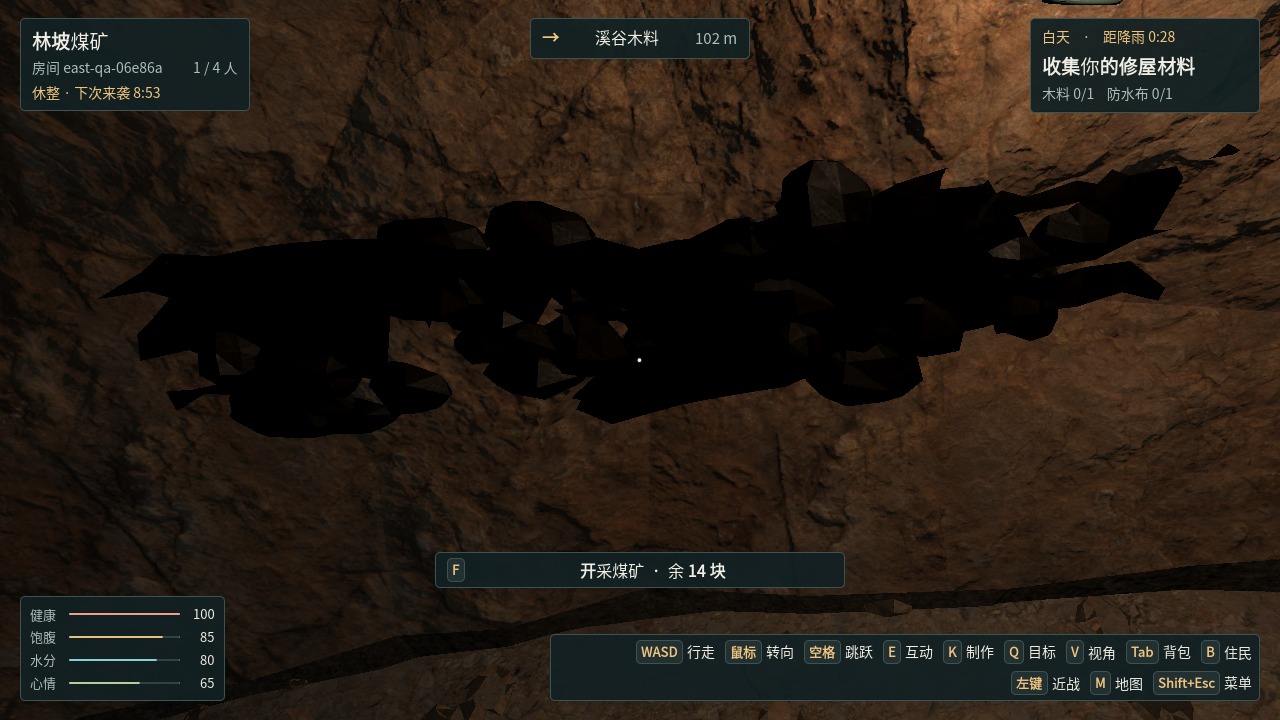 林坡煤矿
房间 east-qa-06e86a 1 / 4 人
休整 · 下次来袭 8:53
→ 溪谷木料 102 m
白天 · 距降雨 0:28
收集你的修屋材料
木料 0/1 防水布 0/1
F 开采煤矿 · 余 14 块
健康 100
饱腹 85
水分 80
心情 65
WASD 行走 鼠标 转向 空格 跳跃 E 互动 K 制作 Q 目标 V 视角 Tab 背包 B 住民
左键 近战 M 地图 Shift+Esc 菜单